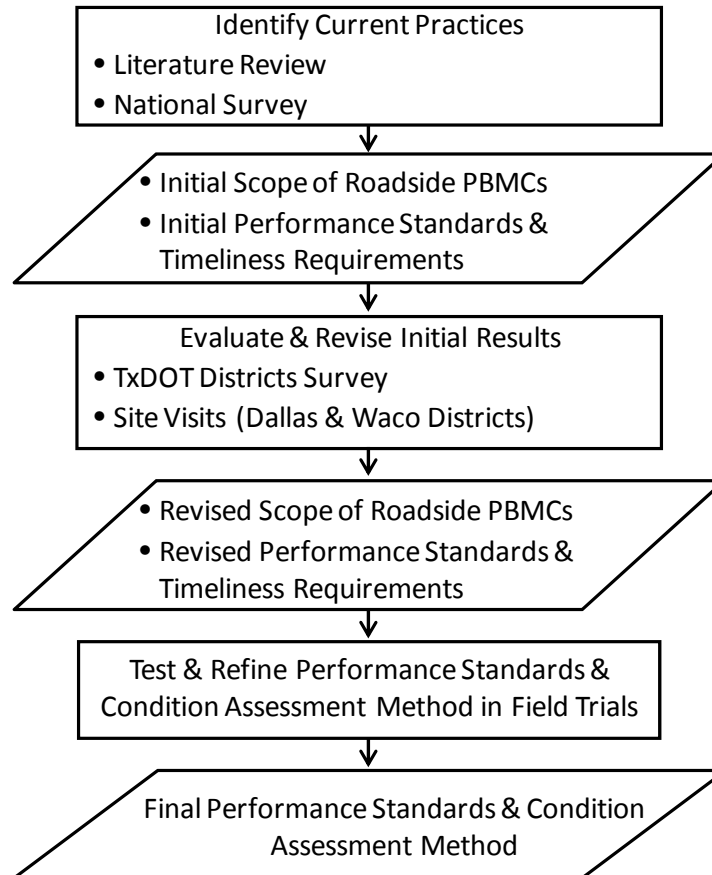 Identify Current Practices
• Literature Review
• National Survey
• Initial Scope of Roadside PBMCs
• Initial Performance Standards &
Timeliness Requirements
Evaluate & Revise Initial Results
• TxDOT Districts Survey
• Site Visits (Dallas & Waco Districts)
• Revised Scope of Roadside PBMCs
• Revised Performance Standards &
Timeliness Requirements
Test & Refine Performance Standards &
Condition Assessment Method in Field Trials
Final Performance Standards & Condition
Assessment Method